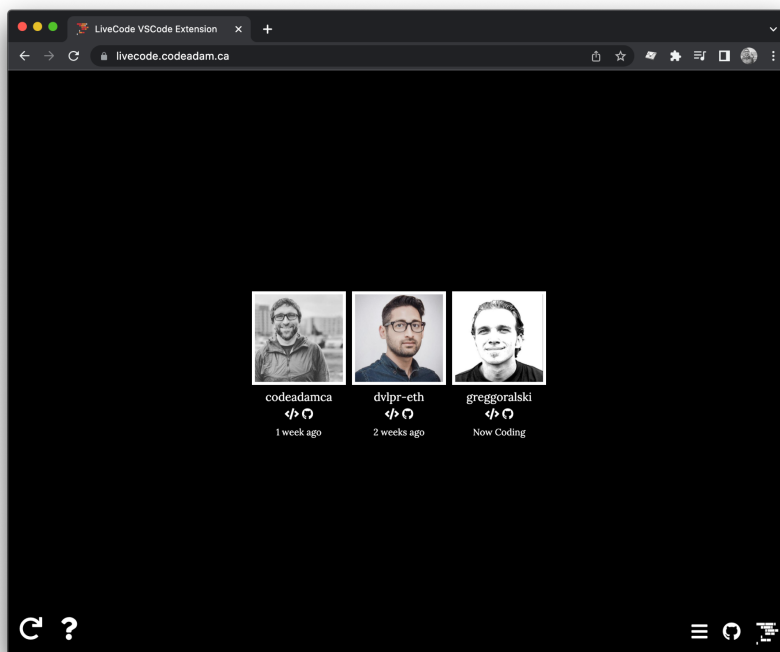 LiveCode VSCode Extension
livecode.codeadam.ca
codeadamca dvlpr-eth greggoralski
1 week ago 2 weeks ago Now Coding